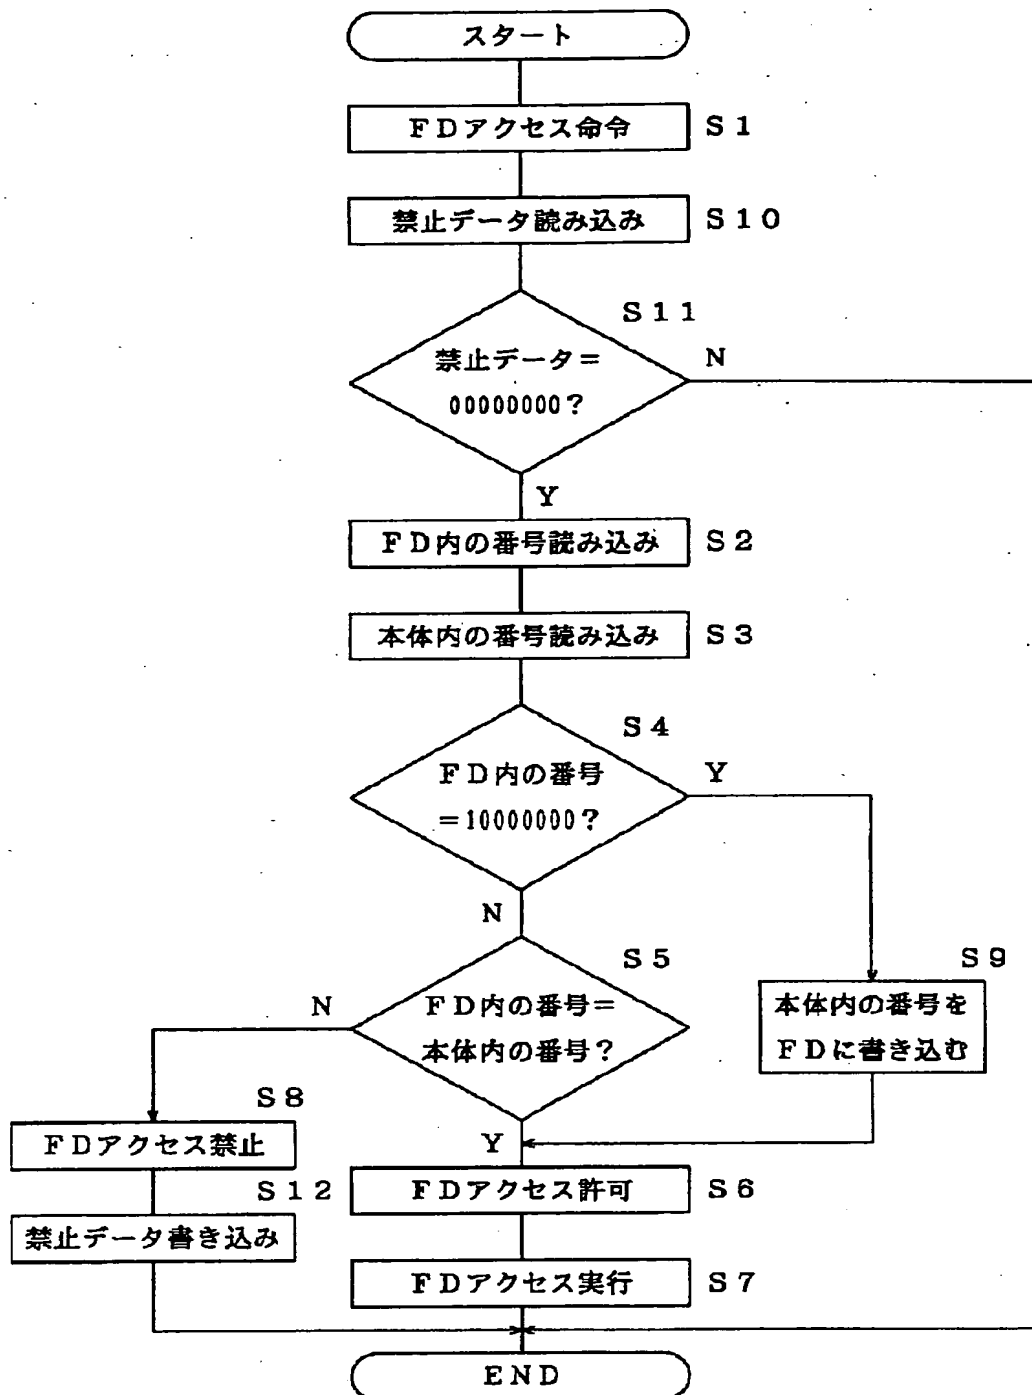 スタート
FDアクセス命令 S1
禁止データ読み込み S10
S11
禁止データ=
00000000?
N
Y
FD内の番号読み込み S2
本体内の番号読み込み S3
S4
FD内の番号
=10000000?
Y
N
S5
FD内の番号=
本体内の番号?
N
S9
本体内の番号を
FDに書き込む
S8
FDアクセス禁止
Y
S12
禁止データ書き込み
FDアクセス許可 S6
FDアクセス実行 S7
END